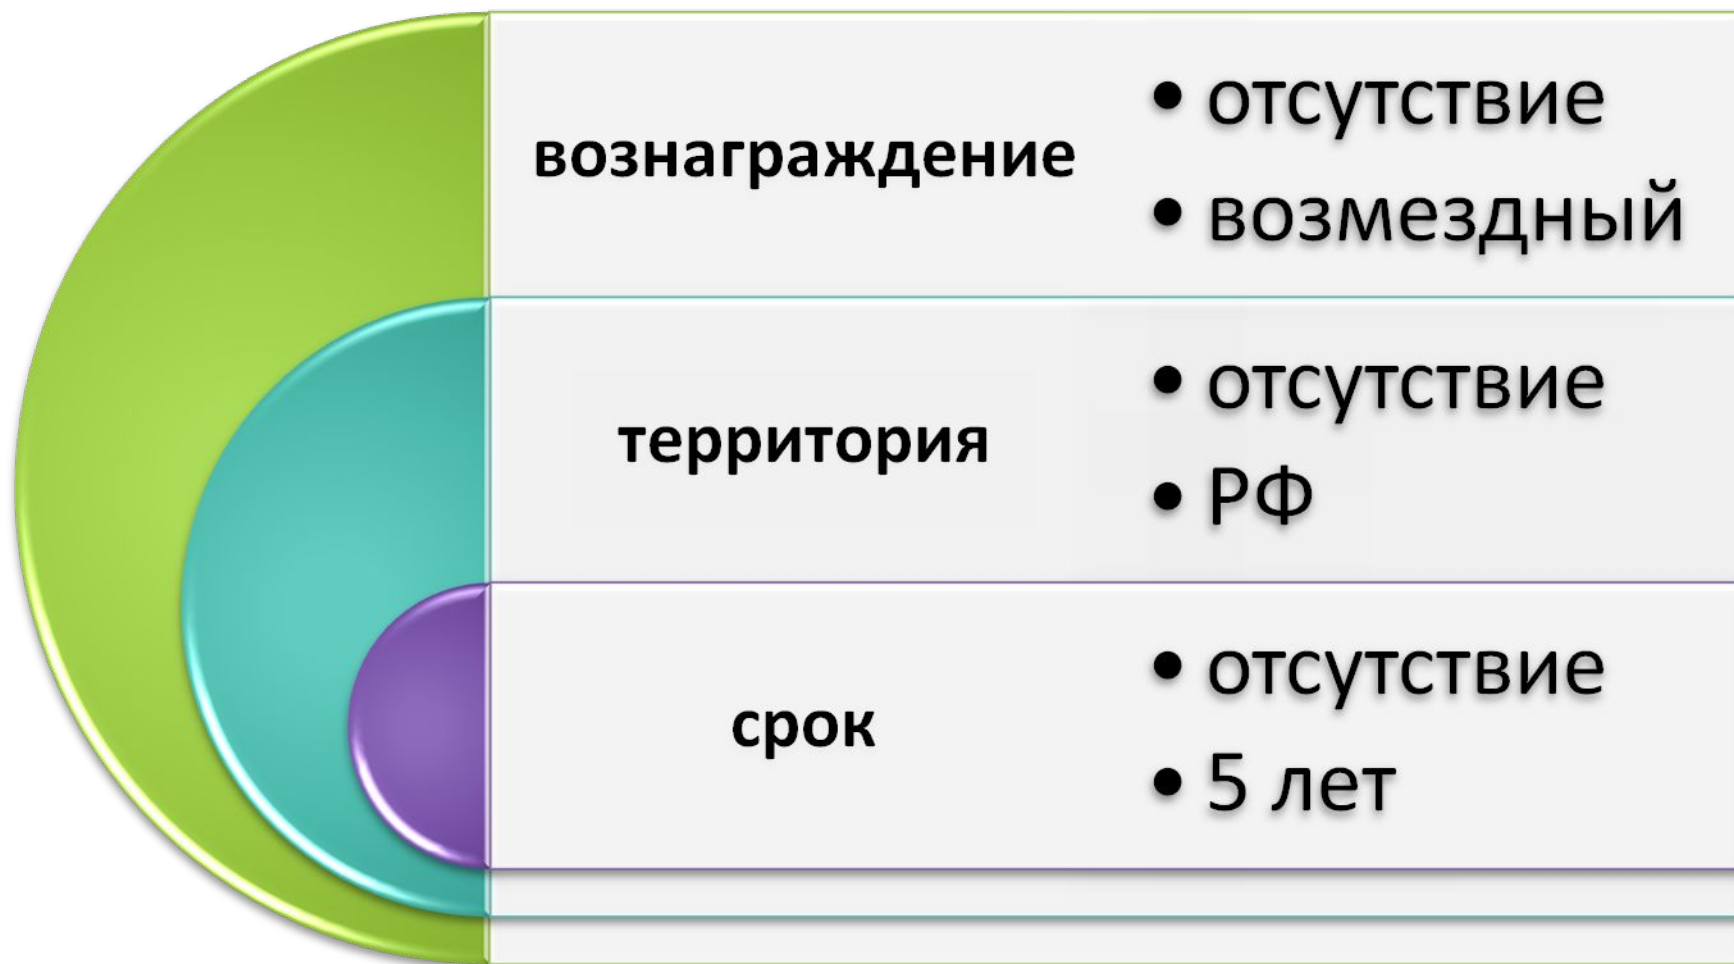 вознаграждение
• отсутствие
• возмездный
территория
• отсутствие
• РФ
срок
• отсутствие
• 5 лет